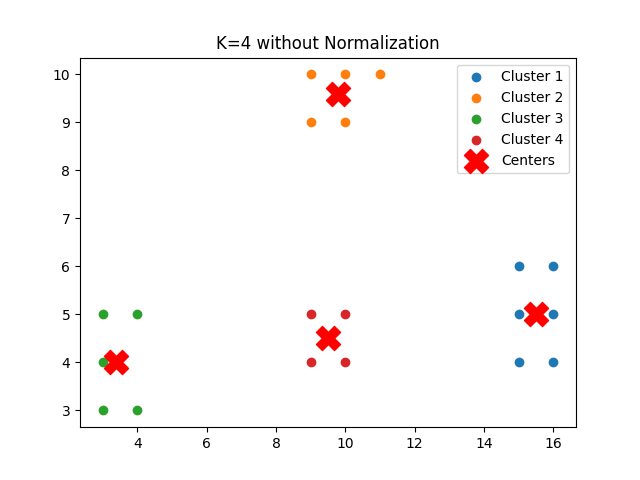 K=4 without Normalization
10
9
8
7
6
5
4
3
4 6 8 10 12 14 16
Cluster 1
Cluster 2
Cluster 3
Cluster 4
Centers